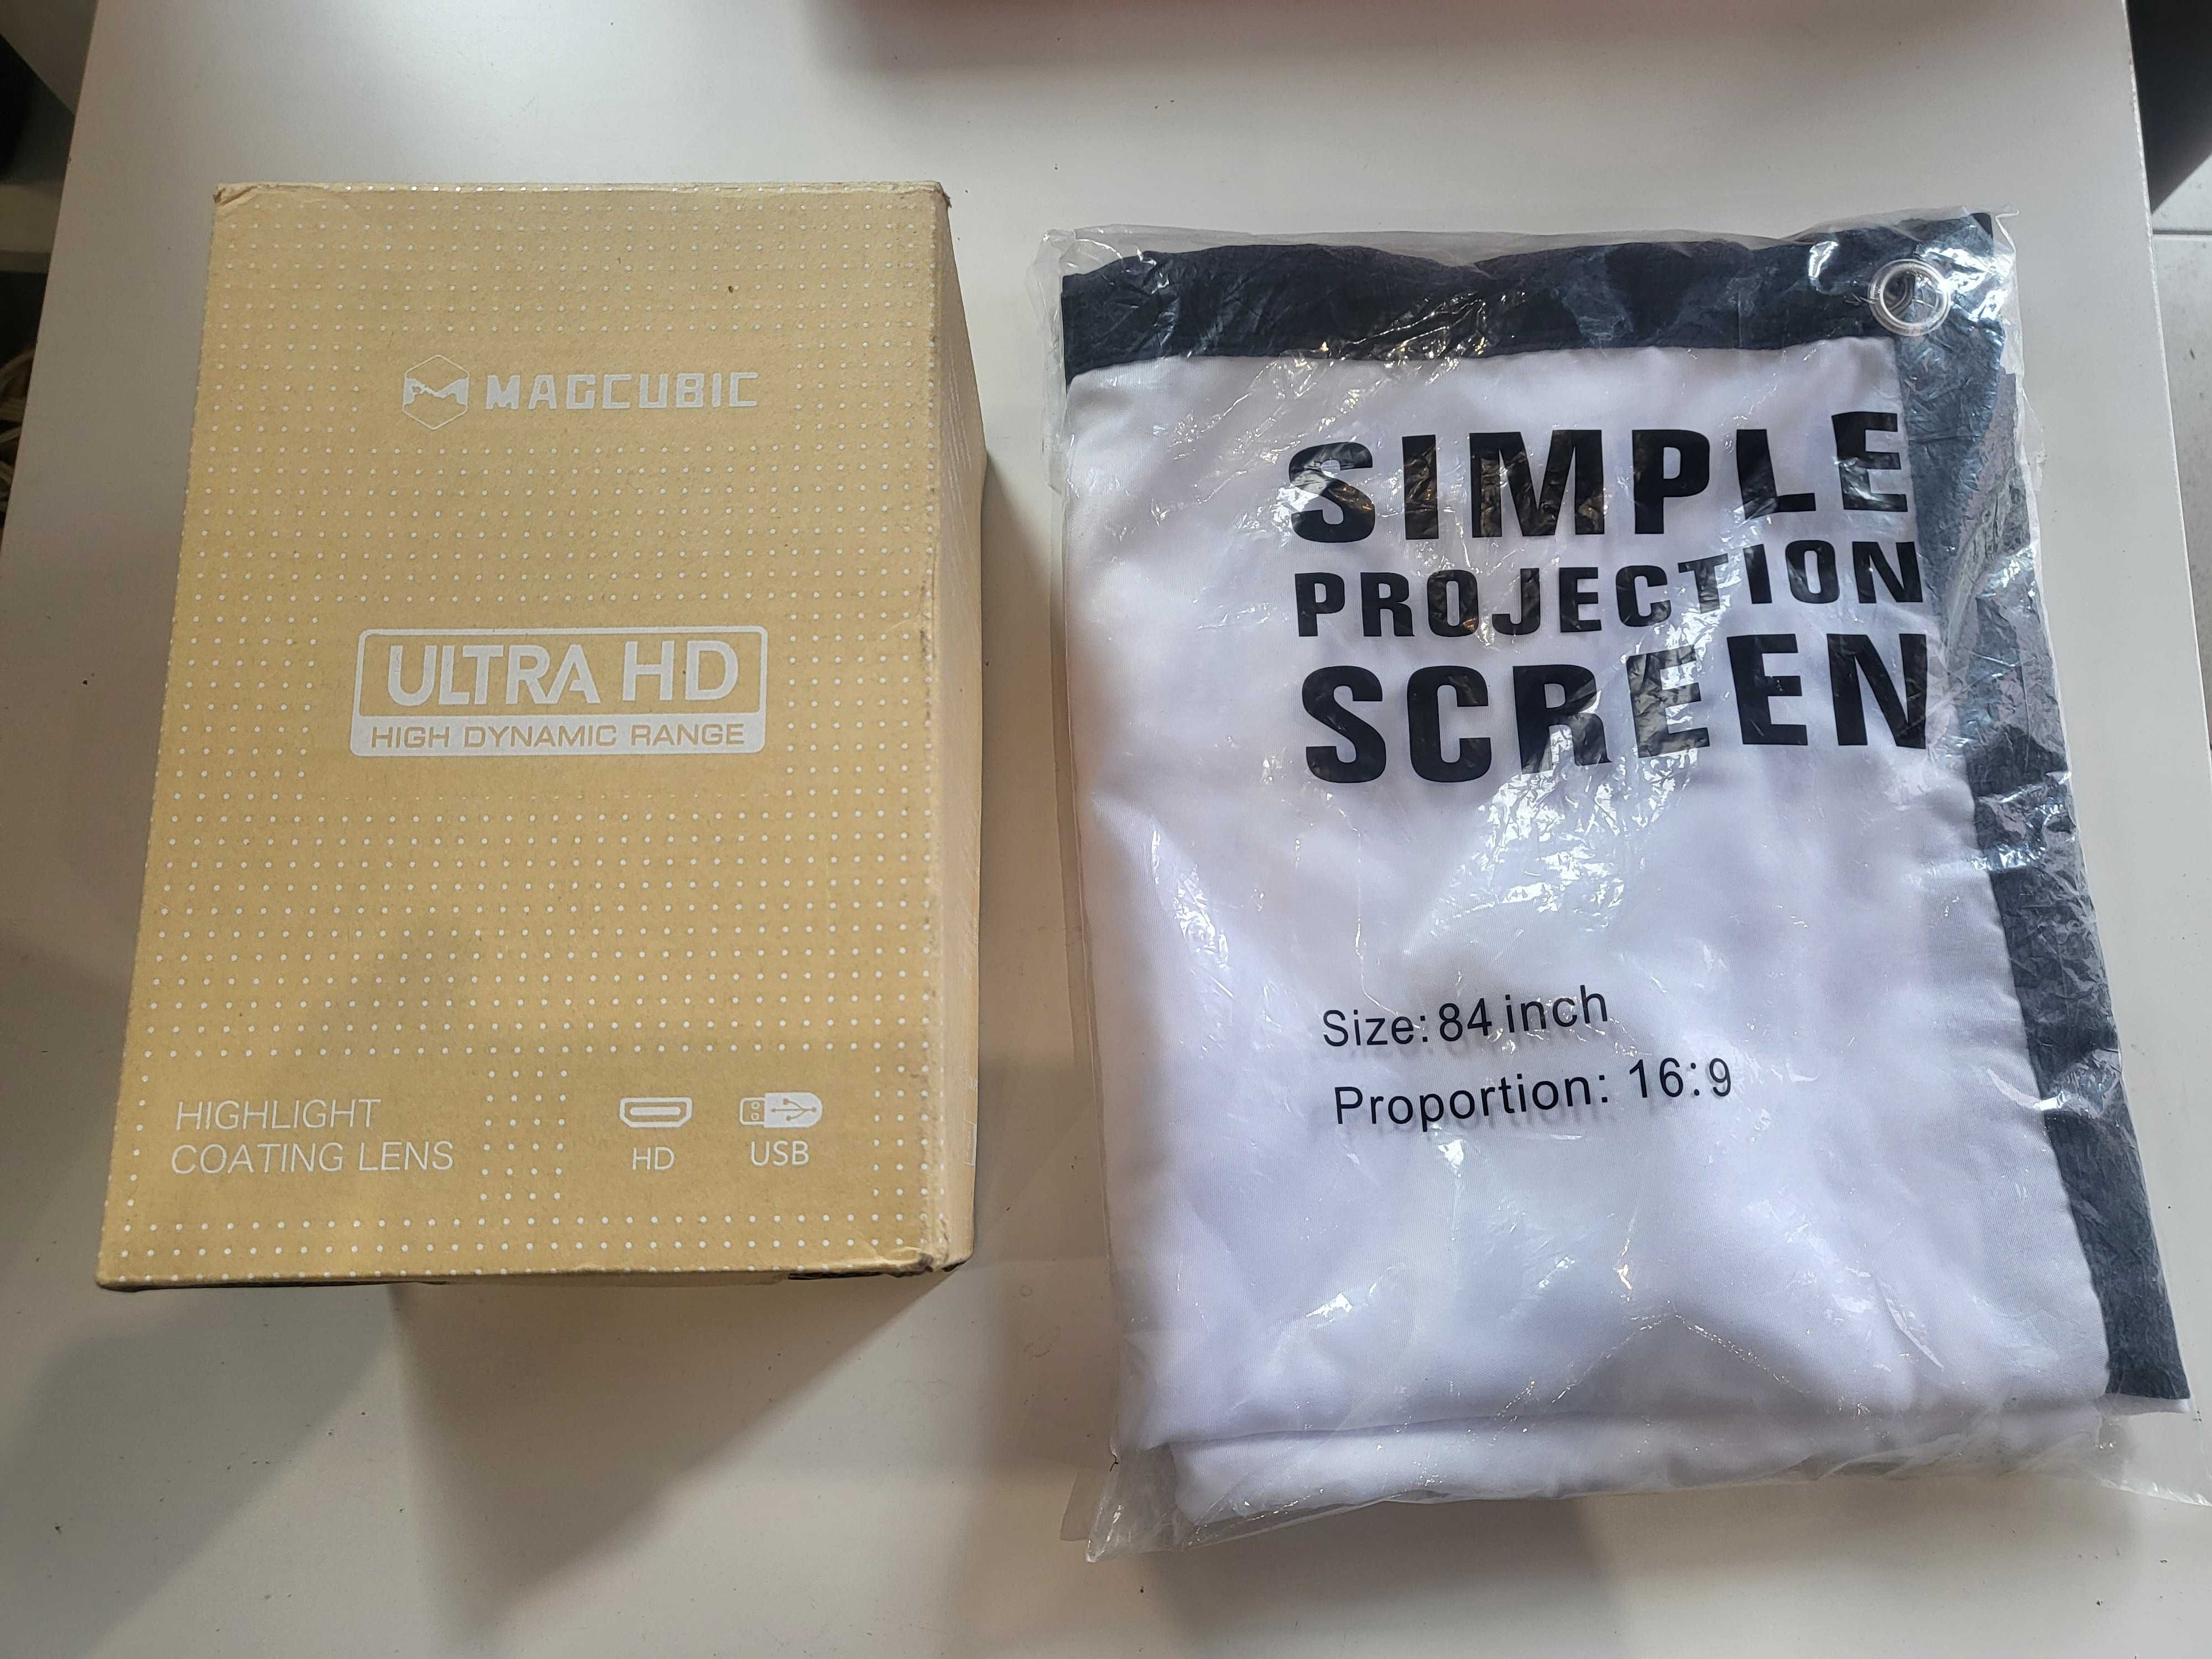 MAGCUBIC
ULTRA HD
HIGH DYNAMIC RANGE
HIGHLIGHT
COATING LENS
HD
USB
SIMPLE
PROJECTION
SCREEN
Size: 84 inch
Proportion: 16:9